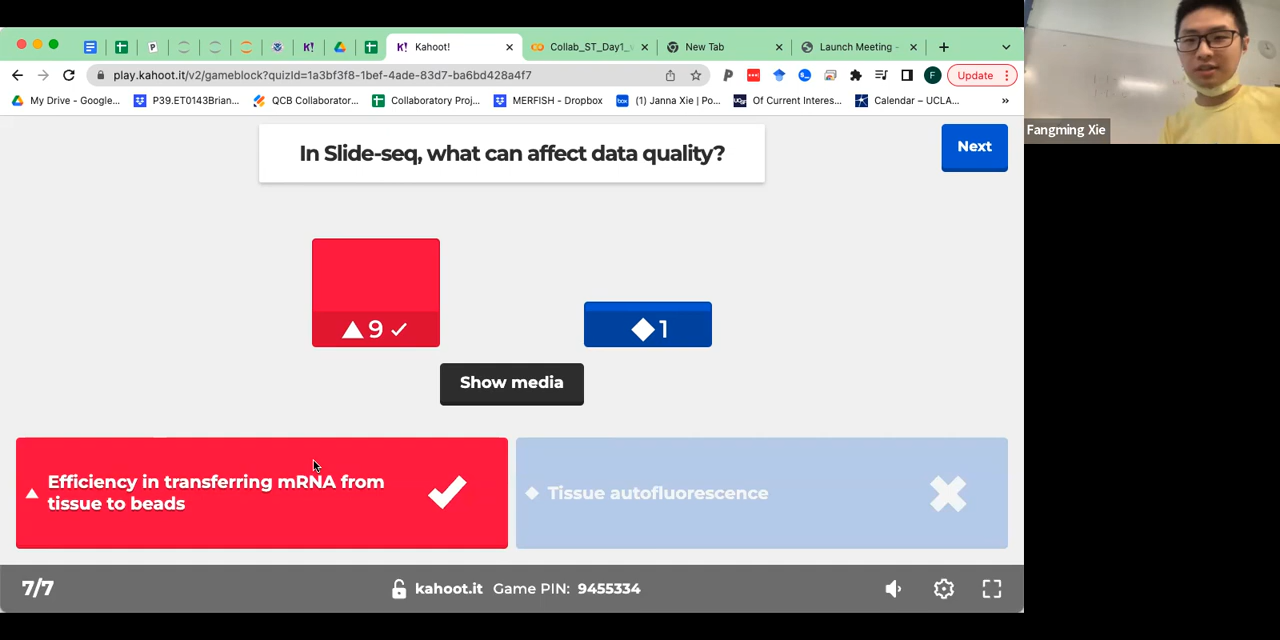 K! Kahoot!
Collab_ST_Day1_
New Tab
Launch Meeting -
play.kahoot.it/v2/gameblock?quizId=1a3bf3f8-1bef-4ade-83d7-ba6bd428a4f7
F
Update
My Drive - Google...
P39.ET0143Brian...
QCB Collaborator...
Collaboratory Proj...
MERFISH - Dropbox
box
(1) Janna Xie | Po...
Of Current Interes...
Calendar – UCLA...
»
Fangming Xie
In Slide-seq, what can affect data quality?
Next
9
1
Show media
Efficiency in transferring mRNA from
tissue to beads
Tissue autofluorescence
7/7
kahoot.it Game PIN: 9455334